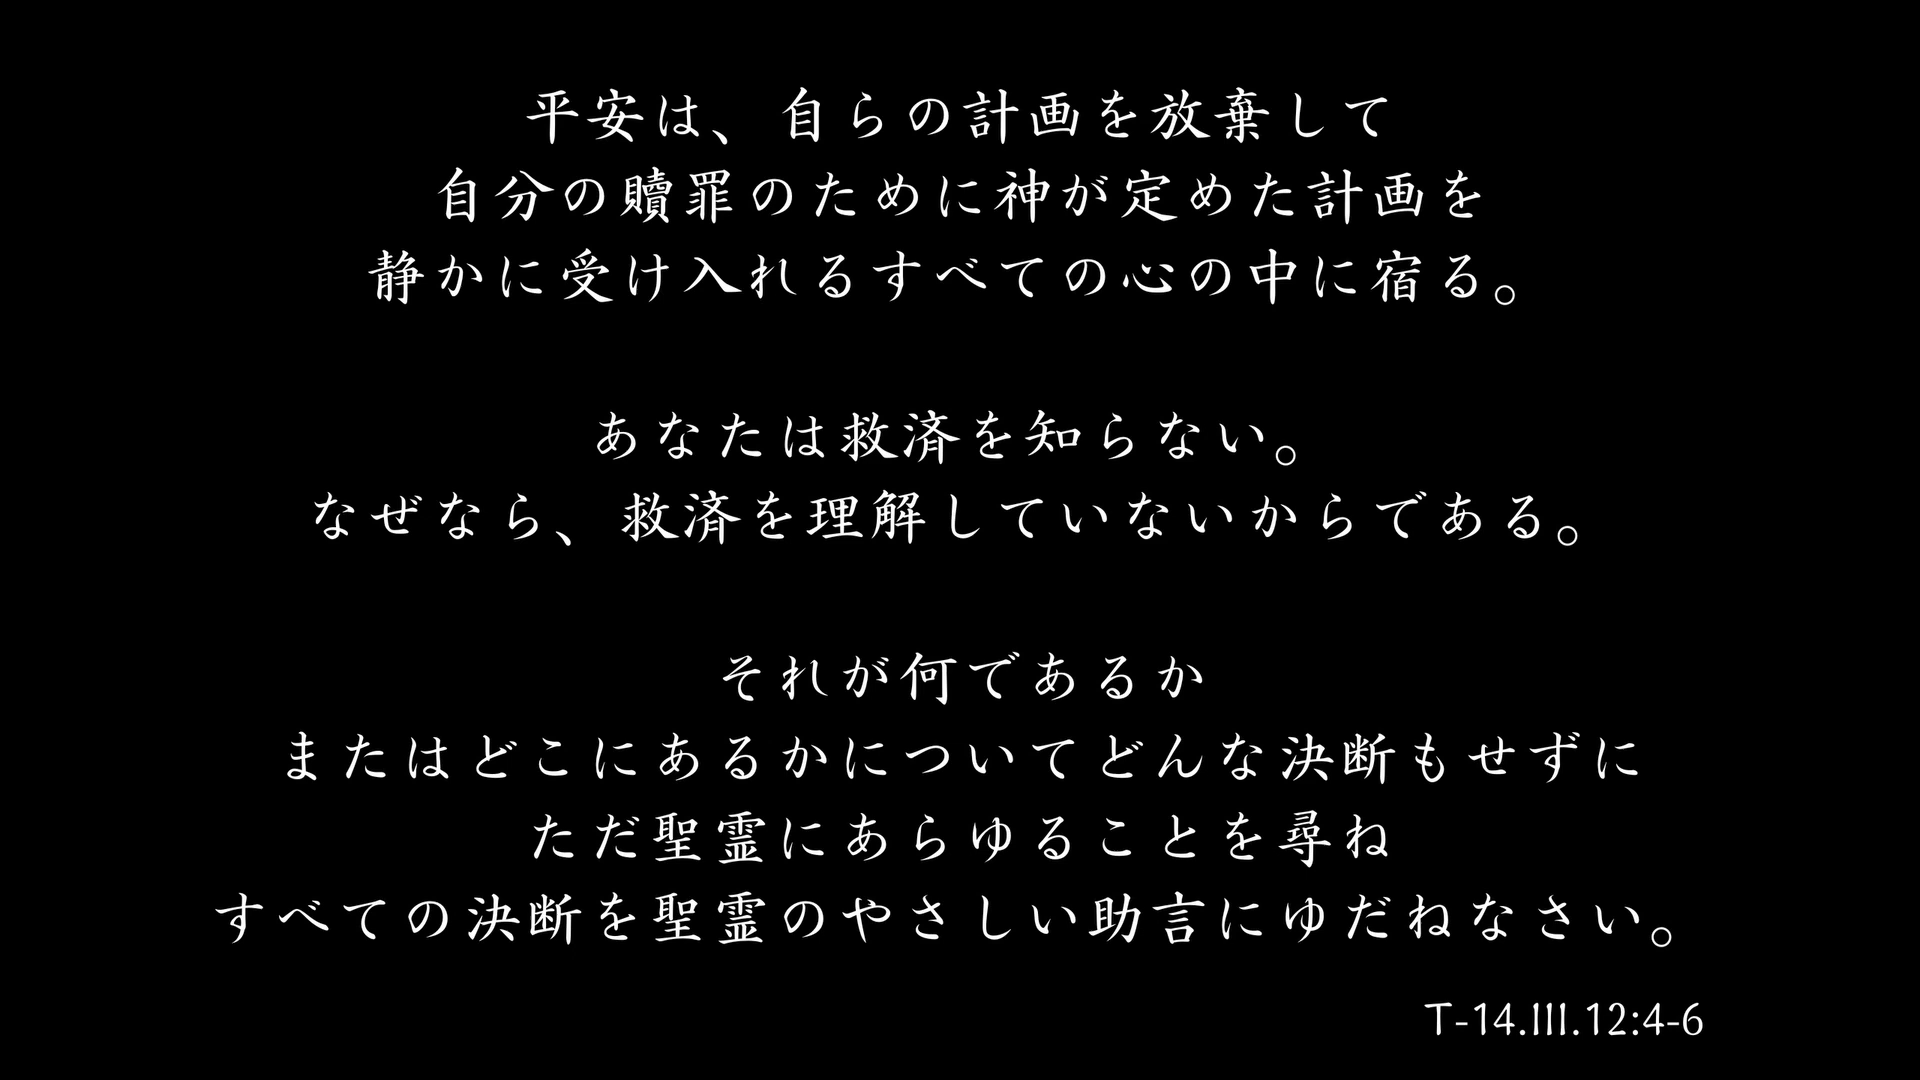 平安は、自らの計画を放棄して
自分の贖罪のために神が定めた計画を
静かに受け入れるすべての心の中に宿る。
あなたは救済を知らない。
なぜなら、救済を理解していないからである。
それが何であるか
またはどこにあるかについてどんな決断もせずに
ただ聖霊にあらゆることを尋ね
すべての決断を聖霊のやさしい助言にゆだねなさい。
T-14.III.12:4-6